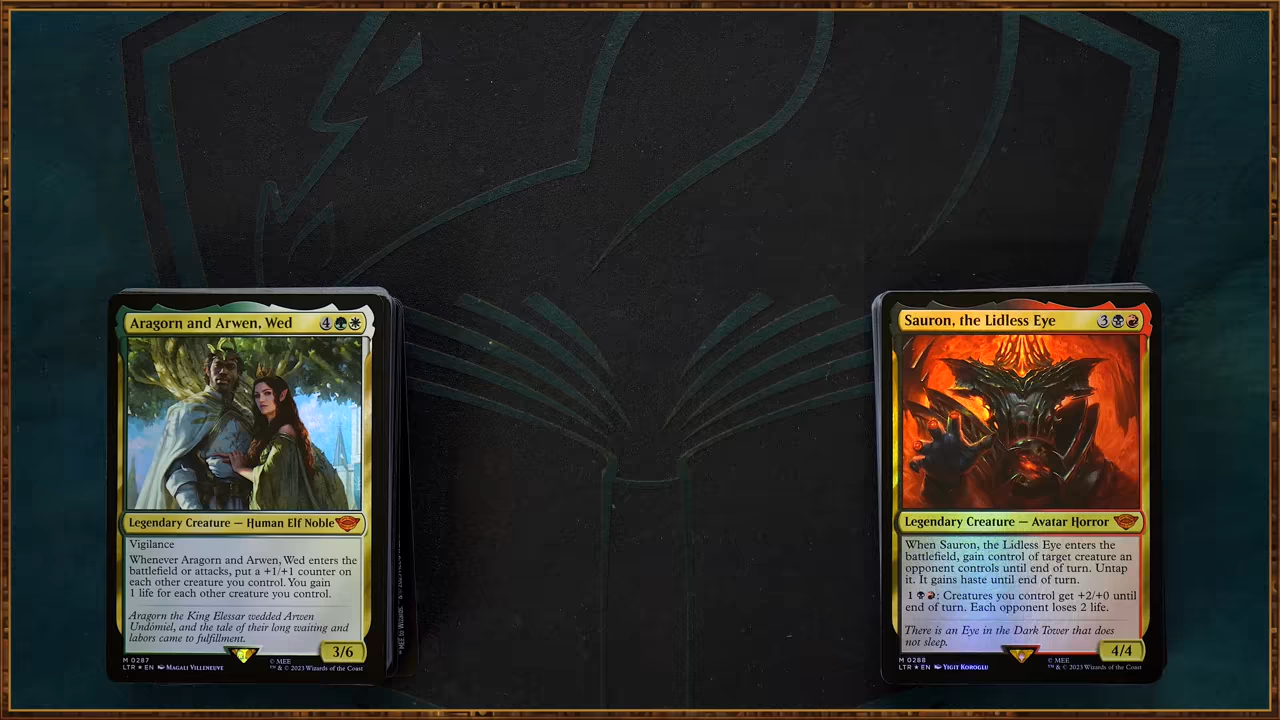 Aragorn and Arwen, Wed 4
Legendary Creature — Human Elf Noble
Vigilance
Whenever Aragorn and Arwen, Wed enters the
battlefield or attacks, put a +1/+1 counter on
each other creature you control. You gain
1 life for each other creature you control.
Aragorn the King Elessar wedded Arwen
Undómiel, and the tale of their long waiting and
labors came to fulfillment.
3/6
M 0287
LTR ★ EN Magali Villeneuve
© MEE
™ & © 2023 Wizards of the Coast
Sauron, the Lidless Eye 3
Legendary Creature — Avatar Horror
When Sauron, the Lidless Eye enters the
battlefield, gain control of target creature an
opponent controls until end of turn. Untap
it. It gains haste until end of turn.
1 : Creatures you control get +2/+0 until
end of turn. Each opponent loses 2 life.
There is an Eye in the Dark Tower that does
not sleep.
4/4
M 0288
LTR ★ EN Yigit Koroglu
© MEE
™ & © 2023 Wizards of the Coast